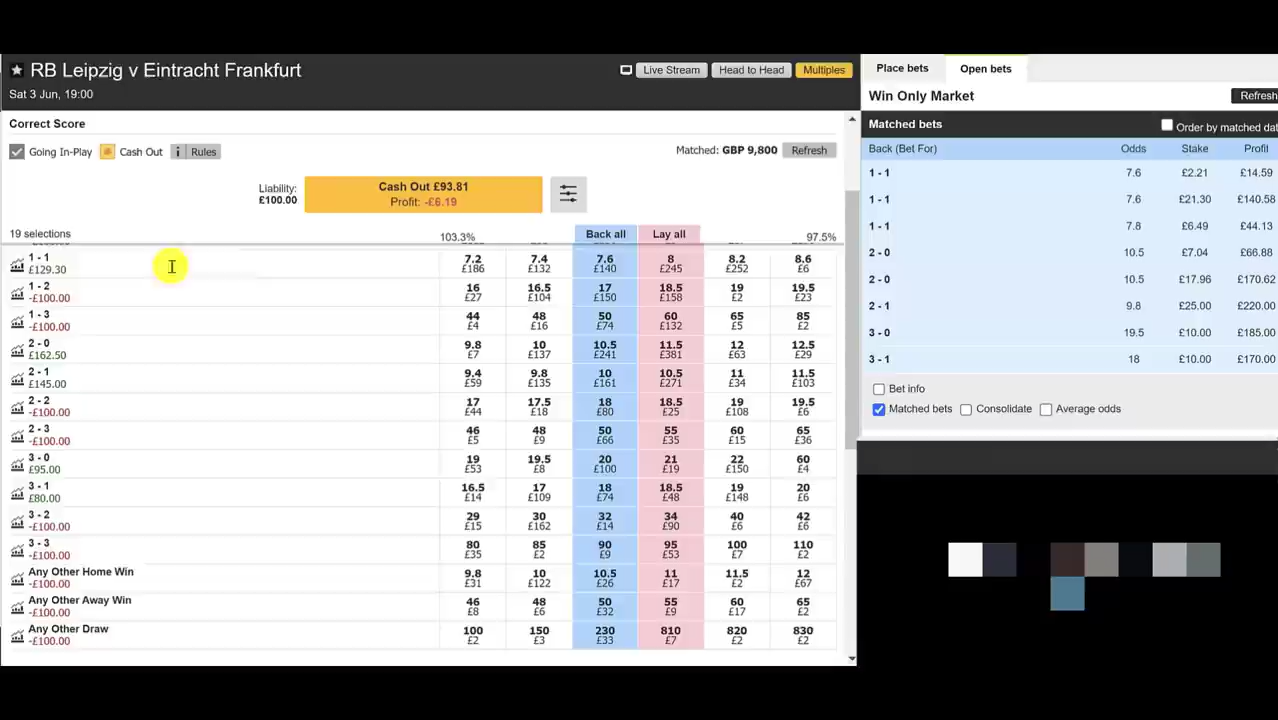 RB Leipzig v Eintracht Frankfurt
Live Stream Head to Head Multiples
Sat 3 Jun, 19:00
Correct Score
Going In-Play Cash Out i Rules
Matched: GBP 9,800 Refresh
Liability: £100.00
Cash Out £93.81
Profit: -£6.19
19 selections 103.3% Back all Lay all 97.5%
1 - 1 7.2 7.4 7.6 8 8.2 8.6
£129.30 £186 £132 £140 £245 £252 £6
1 - 2 16 16.5 17 18.5 19 19.5
-£100.00 £27 £104 £150 £158 £2 £23
1 - 3 44 48 50 60 65 85
-£100.00 £4 £16 £74 £132 £5 £2
2 - 0 9.8 10 10.5 11.5 12 12.5
£162.50 £7 £137 £241 £381 £63 £29
2 - 1 9.4 9.8 10 10.5 11 11.5
£145.00 £59 £135 £161 £271 £34 £103
2 - 2 17 17.5 18 18.5 19 19.5
-£100.00 £44 £18 £80 £25 £108 £6
2 - 3 46 48 50 55 60 65
-£100.00 £5 £9 £66 £35 £15 £36
3 - 0 19 19.5 20 21 22 60
£95.00 £53 £8 £100 £19 £150 £4
3 - 1 16.5 17 18 18.5 19 20
£80.00 £14 £109 £74 £48 £148 £6
3 - 2 29 30 32 34 40 42
-£100.00 £15 £162 £14 £90 £6 £6
3 - 3 80 85 90 95 100 110
-£100.00 £35 £2 £9 £53 £7 £2
Any Other Home Win 9.8 10 10.5 11 11.5 12
-£100.00 £31 £122 £26 £17 £2 £67
Any Other Away Win 46 48 50 55 60 65
-£100.00 £8 £6 £32 £9 £17 £2
Any Other Draw 100 150 230 810 820 830
-£100.00 £2 £3 £33 £7 £2 £2
Place bets Open bets
Win Only Market Refresh
Matched bets Order by matched dat
Back (Bet For) Odds Stake Profit
1 - 1 7.6 £2.21 £14.59
1 - 1 7.6 £21.30 £140.58
1 - 1 7.8 £6.49 £44.13
2 - 0 10.5 £7.04 £66.88
2 - 0 10.5 £17.96 £170.62
2 - 1 9.8 £25.00 £220.00
3 - 0 19.5 £10.00 £185.00
3 - 1 18 £10.00 £170.00
Bet info
Matched bets Consolidate Average odds